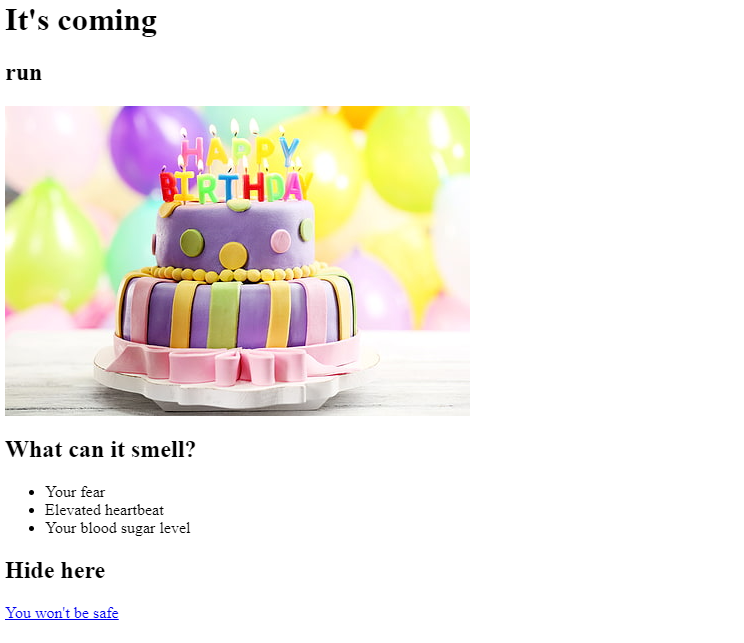 It's coming
run
HAPPY
BIRTHDAY
What can it smell?
Your fear
Elevated heartbeat
Your blood sugar level
Hide here
You won't be safe